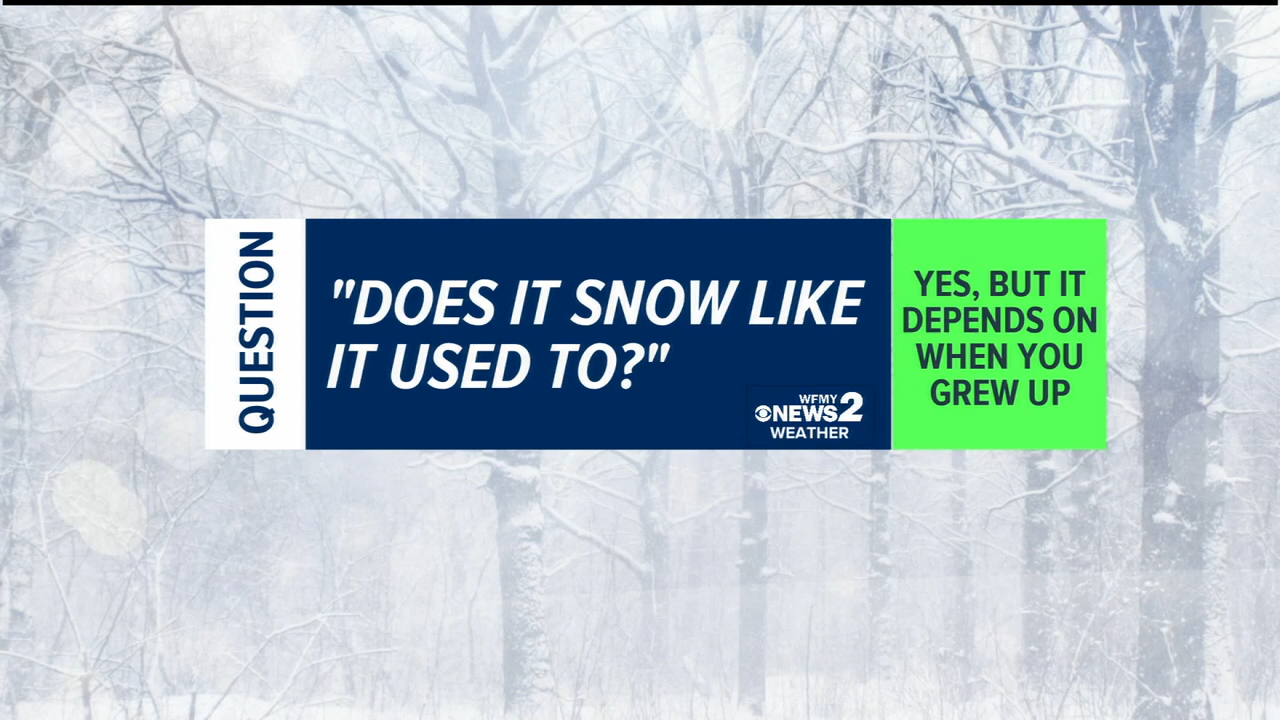 QUESTION
"DOES IT SNOW LIKE
IT USED TO?"
WFMY
NEWS 2
WEATHER
YES, BUT IT
DEPENDS ON
WHEN YOU
GREW UP